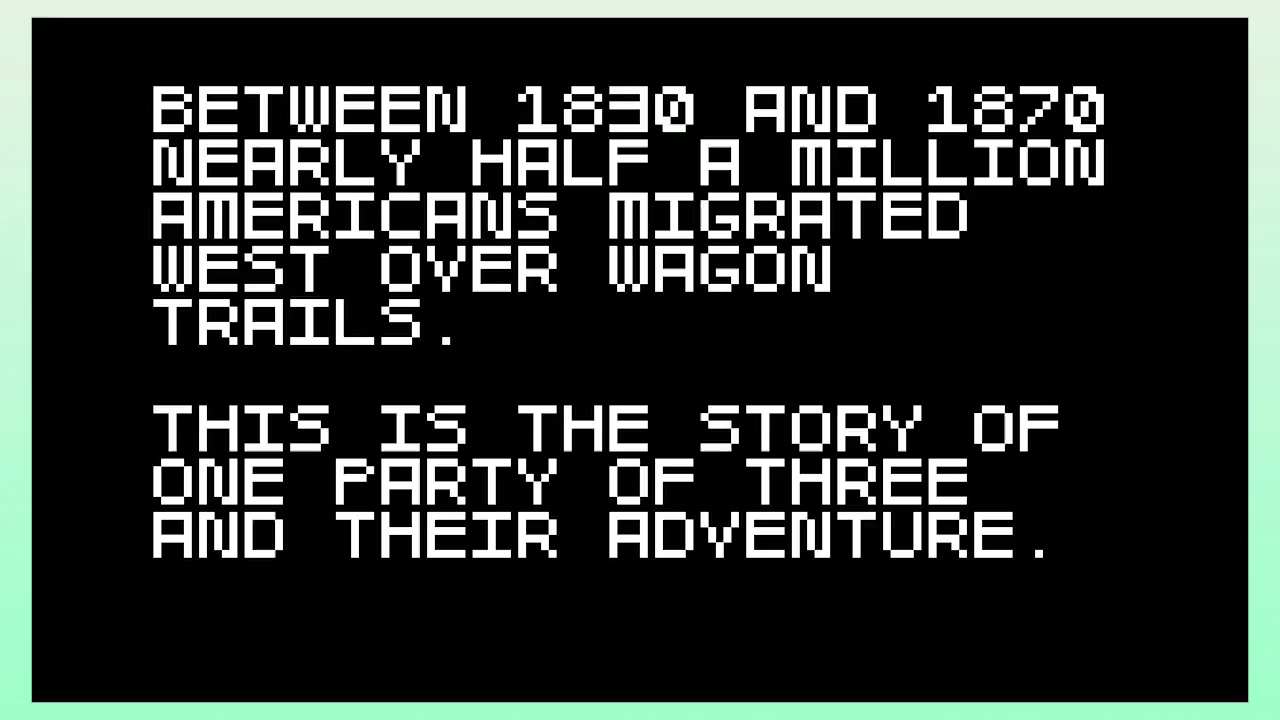 BETWEEN 1830 AND 1870
NEARLY HALF A MILLION
AMERICANS MIGRATED
WEST OVER WAGON
TRAILS.
THIS IS THE STORY OF
ONE PARTY OF THREE
AND THEIR ADVENTURE.